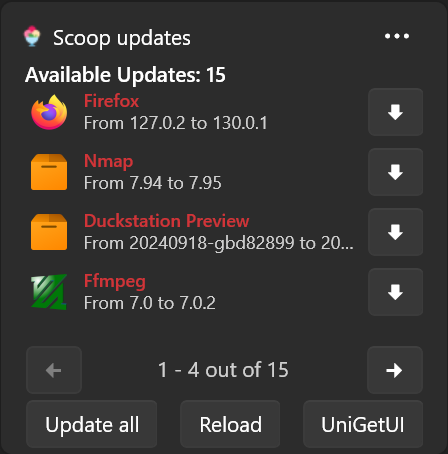 Scoop updates
Available Updates: 15
Firefox
From 127.0.2 to 130.0.1
Nmap
From 7.94 to 7.95
Duckstation Preview
From 20240918-gbd82899 to 20...
Ffmpeg
From 7.0 to 7.0.2
1 - 4 out of 15
Update all
Reload
UniGetUI